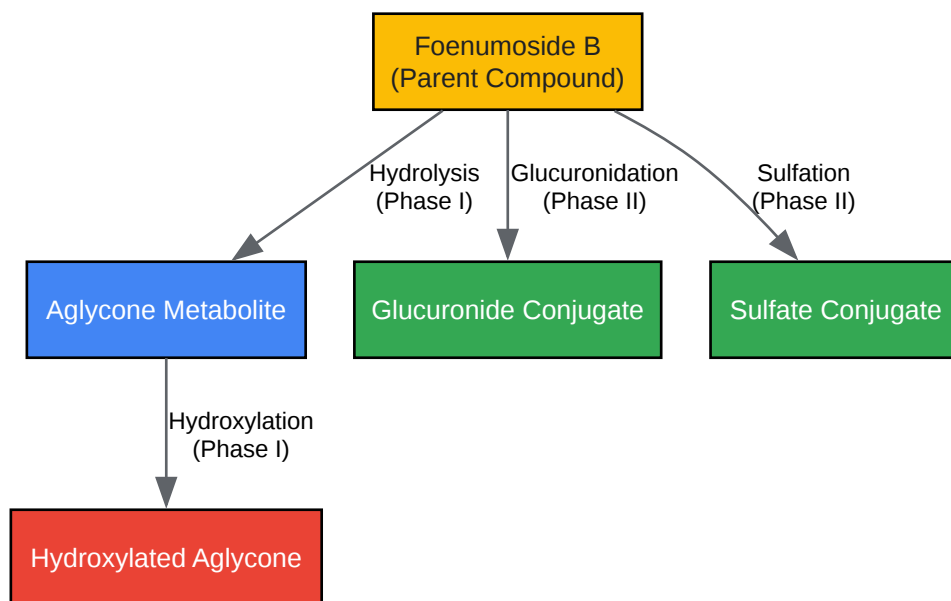 Foenumoside B
(Parent Compound)
Hydrolysis
(Phase I)
Glucuronidation
(Phase II)
Sulfation
(Phase II)
Aglycone Metabolite
Glucuronide Conjugate
Sulfate Conjugate
Hydroxylation
(Phase I)
Hydroxylated Aglycone